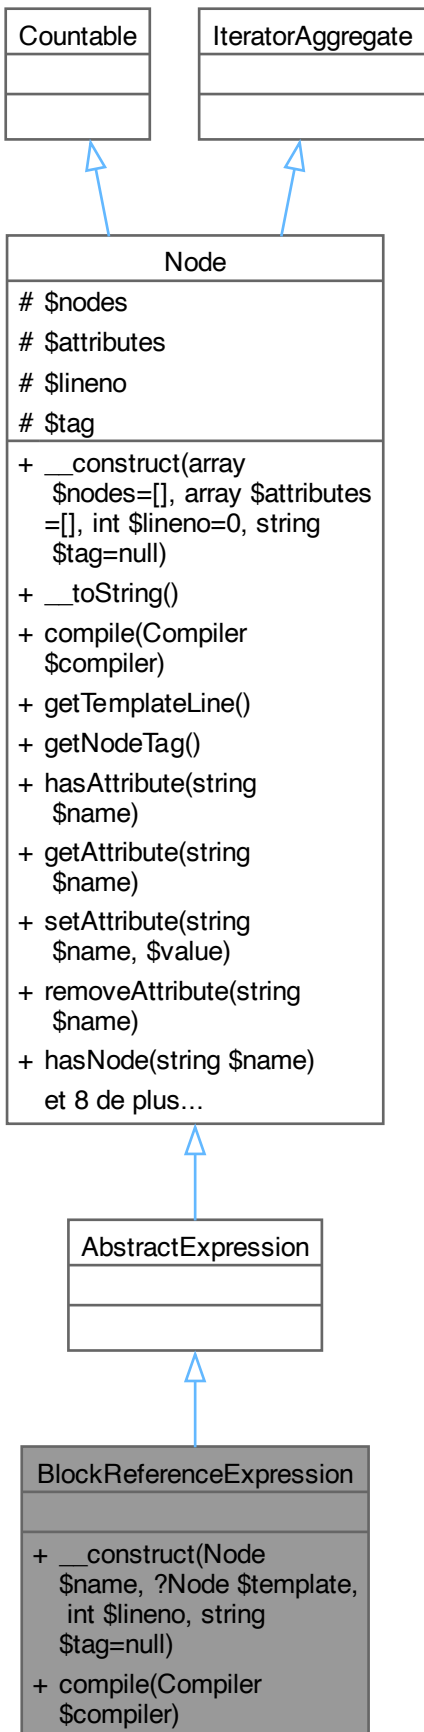 Countable
IteratorAggregate
Node
# $nodes
# $attributes
# $lineno
# $tag
+ __construct(array
$nodes=[], array $attributes
=[], int $lineno=0, string
$tag=null)
+ __toString()
+ compile(Compiler
$compiler)
+ getTemplateLine()
+ getNodeTag()
+ hasAttribute(string
$name)
+ getAttribute(string
$name)
+ setAttribute(string
$name, $value)
+ removeAttribute(string
$name)
+ hasNode(string $name)
et 8 de plus...
AbstractExpression
BlockReferenceExpression
+ __construct(Node
$name, ?Node $template,
int $lineno, string
$tag=null)
+ compile(Compiler
$compiler)